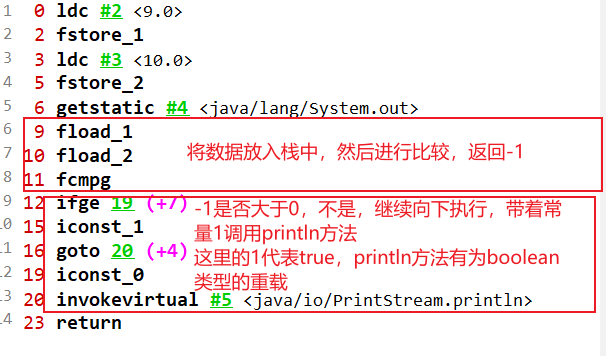 1 0 ldc #2 <9.0>
2 2 fstore_1
3 3 ldc #3 <10.0>
4 5 fstore_2
5 6 getstatic #4 <java/lang/System.out>
6 9 fload_1
7 10 fload_2
8 11 fcmpg
将数据放入栈中，然后进行比较，返回-1
9 12 ifge 19 (+7)
10 15 iconst_1
11 16 goto 20 (+4)
12 19 iconst_0
-1是否大于0，不是，继续向下执行，带着常
量1调用println方法
这里的1代表true，println方法有为boolean
类型的重载
13 20 invokevirtual #5 <java/io/PrintStream.println>
14 23 return